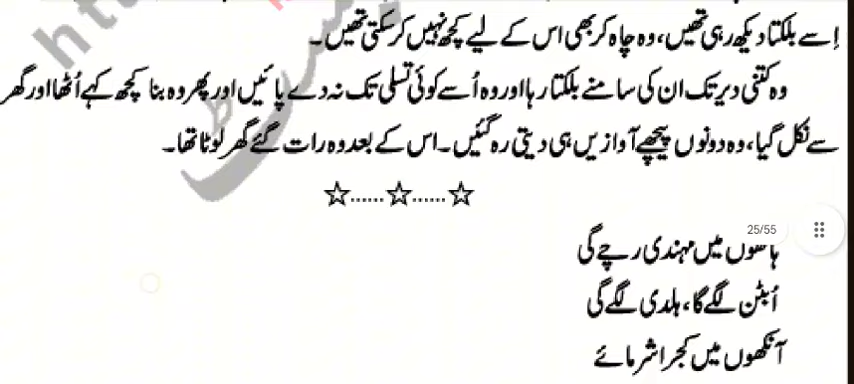 اِسے بلکتا دیکھ رہی تھیں، وہ چاہ کر بھی اس کے لیے کچھ نہیں کر سکتی تھیں۔
وہ کتنی دیر تک ان کی سامنے بلکتا رہا اور وہ اُسے کوئی تسلی تک نہ دے پائیں اور پھر وہ بنا کچھ کہے اُٹھا اور گھر
سے نکل گیا، وہ دونوں پیچھے آوازیں ہی دیتی رہ گئیں۔ اس کے بعد وہ رات گئے گھر لوٹا تھا۔
☆......☆......☆
25/55
میں مہندی رچے گی
اُبٹن لگے گا، ہلدی لگے گی
آنکھوں میں کجرا شرمائے